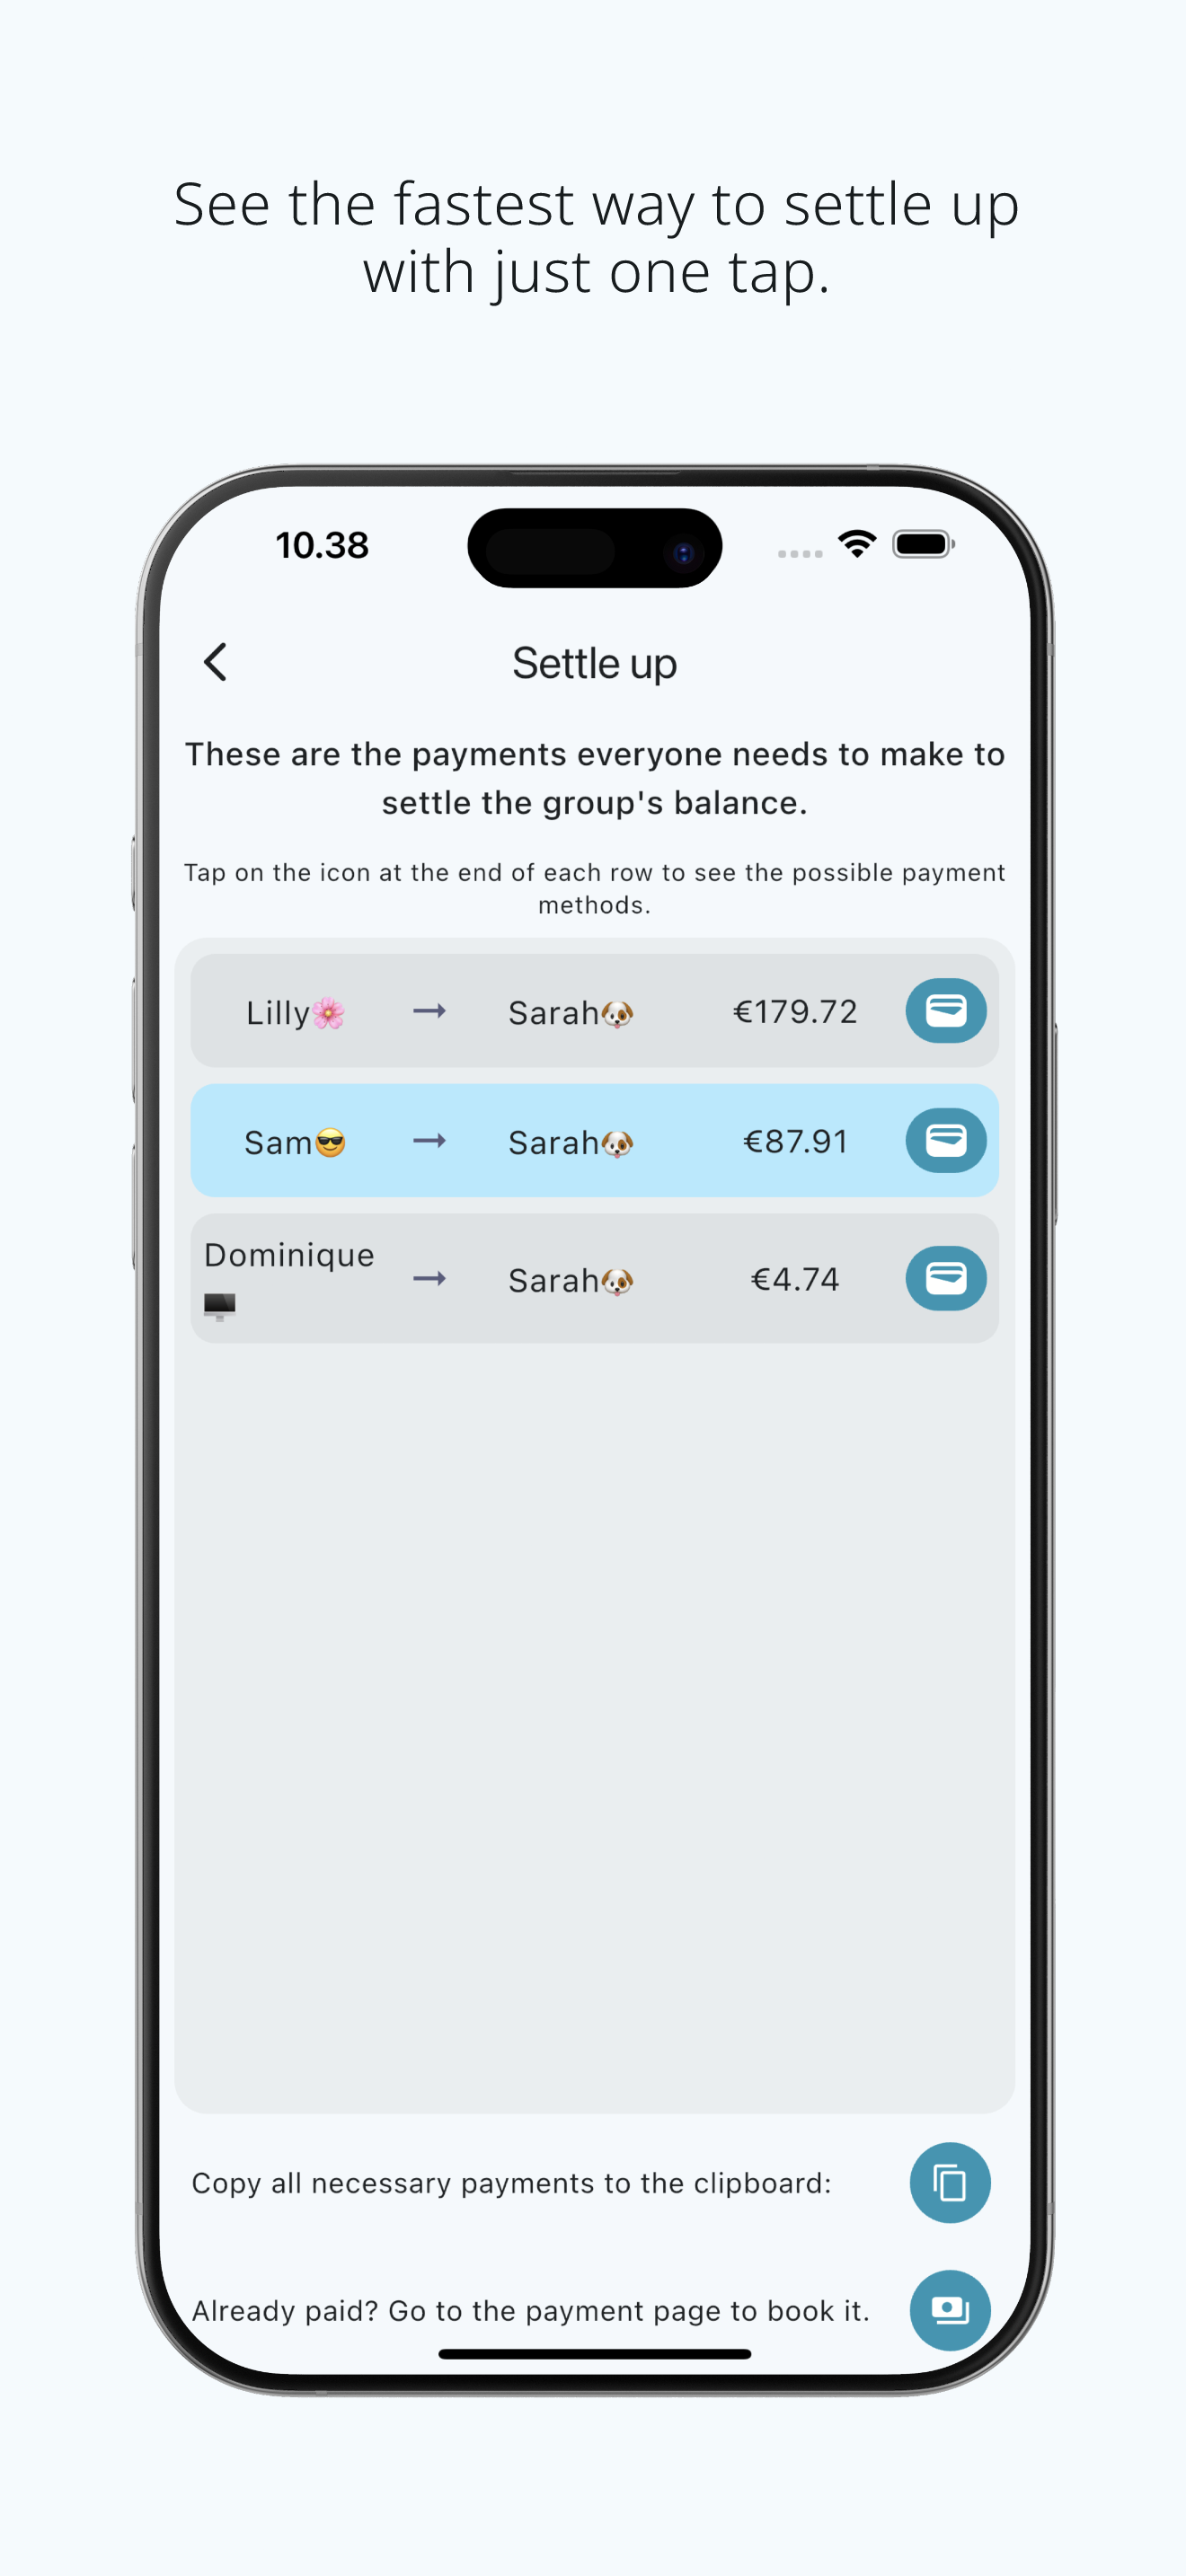 See the fastest way to settle up
with just one tap.
10.38
Settle up
These are the payments everyone needs to make to
settle the group's balance.
Tap on the icon at the end of each row to see the possible payment
methods.
Lilly🌸 → Sarah🐶 €179.72
Sam😎 → Sarah🐶 €87.91
Dominique
🖥️ → Sarah🐶 €4.74
Copy all necessary payments to the clipboard:
Already paid? Go to the payment page to book it.